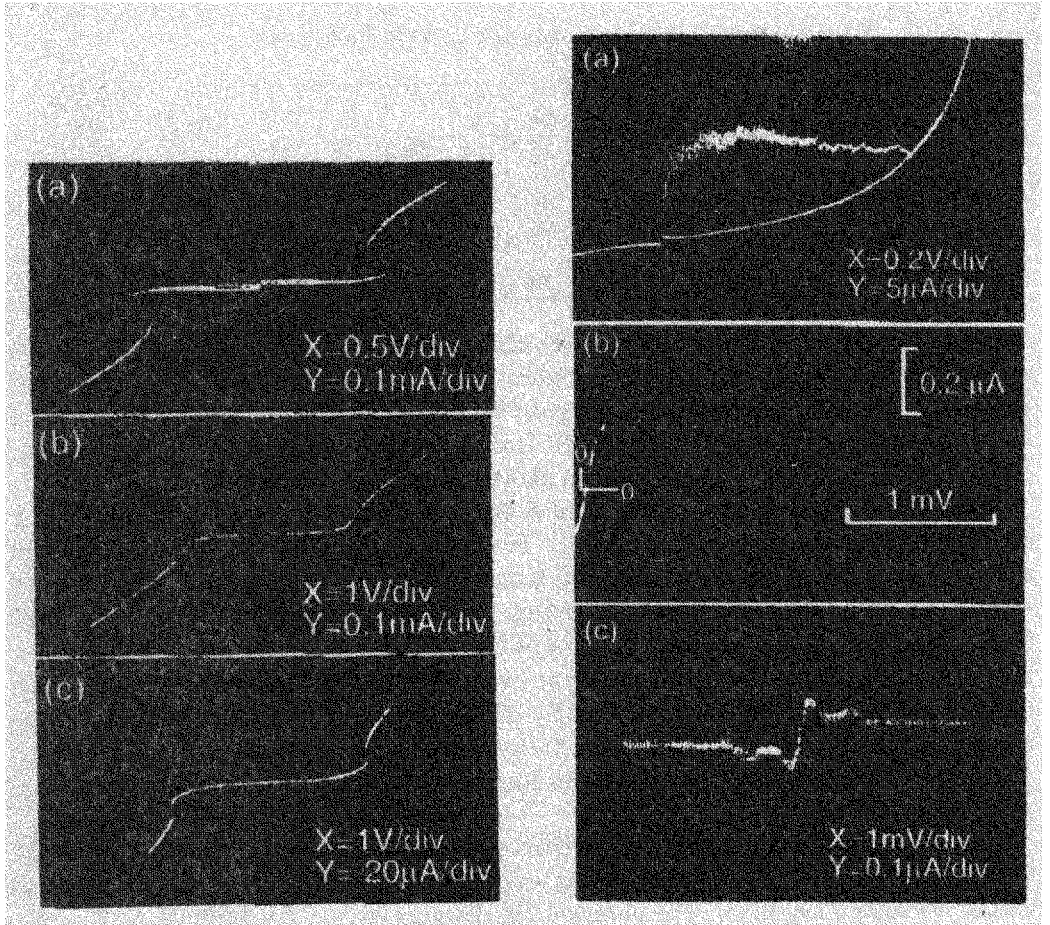 (a)
X=0.5V/div
Y=0.1mA/div
(b)
X=1V/div
Y=0.1mA/div
(c)
X=1V/div
Y= 20μA/div
(a)
X=0.2V/div
Y=5μA/div
(b)
0.2 μA
0
1 mV
(c)
X=1mV/div
Y=0.1μA/div